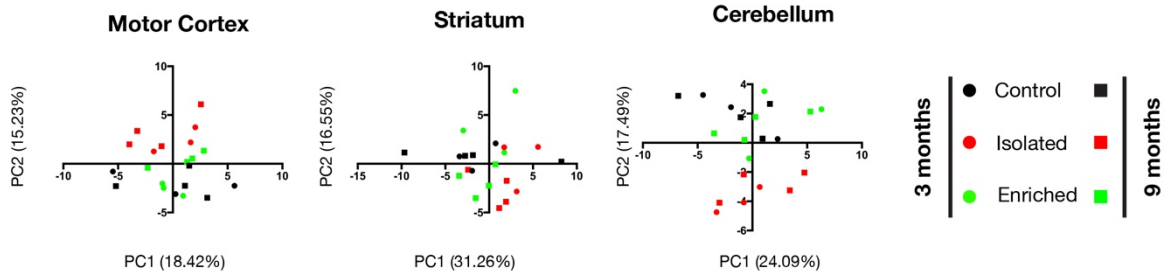 Motor Cortex
PC2 (15.23%)
10
5
-10
-5
5
10
-5
PC1 (18.42%)
Striatum
PC2 (16.55%)
10
5
-15
-10
-5
5
10
-5
PC1 (31.26%)
Cerebellum
PC2 (17.49%)
4
2
-10
-5
5
10
-2
-4
-6
PC1 (24.09%)
3 months
Control
Isolated
Enriched
9 months